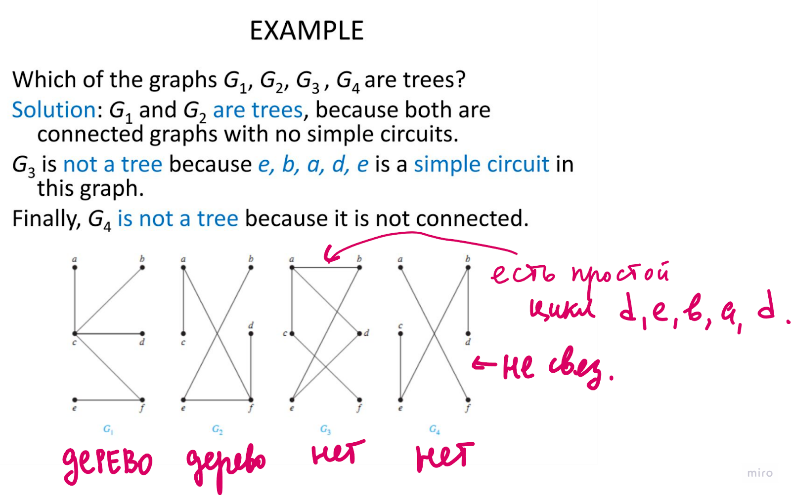 EXAMPLE
Which of the graphs G₁, G₂, G₃ , G₄ are trees?
Solution: G₁ and G₂ are trees, because both are
connected graphs with no simple circuits.
G₃ is not a tree because e, b, a, d, e is a simple circuit in
this graph.
Finally, G₄ is not a tree because it is not connected.
a b a b a b a b
есть простой
цикл d, e, b, a, d.
d c d
c d c c d
← не связ.
e f e f e f e f
G₁ G₂ G₃ G₄
дерево дерево нет нет
miro